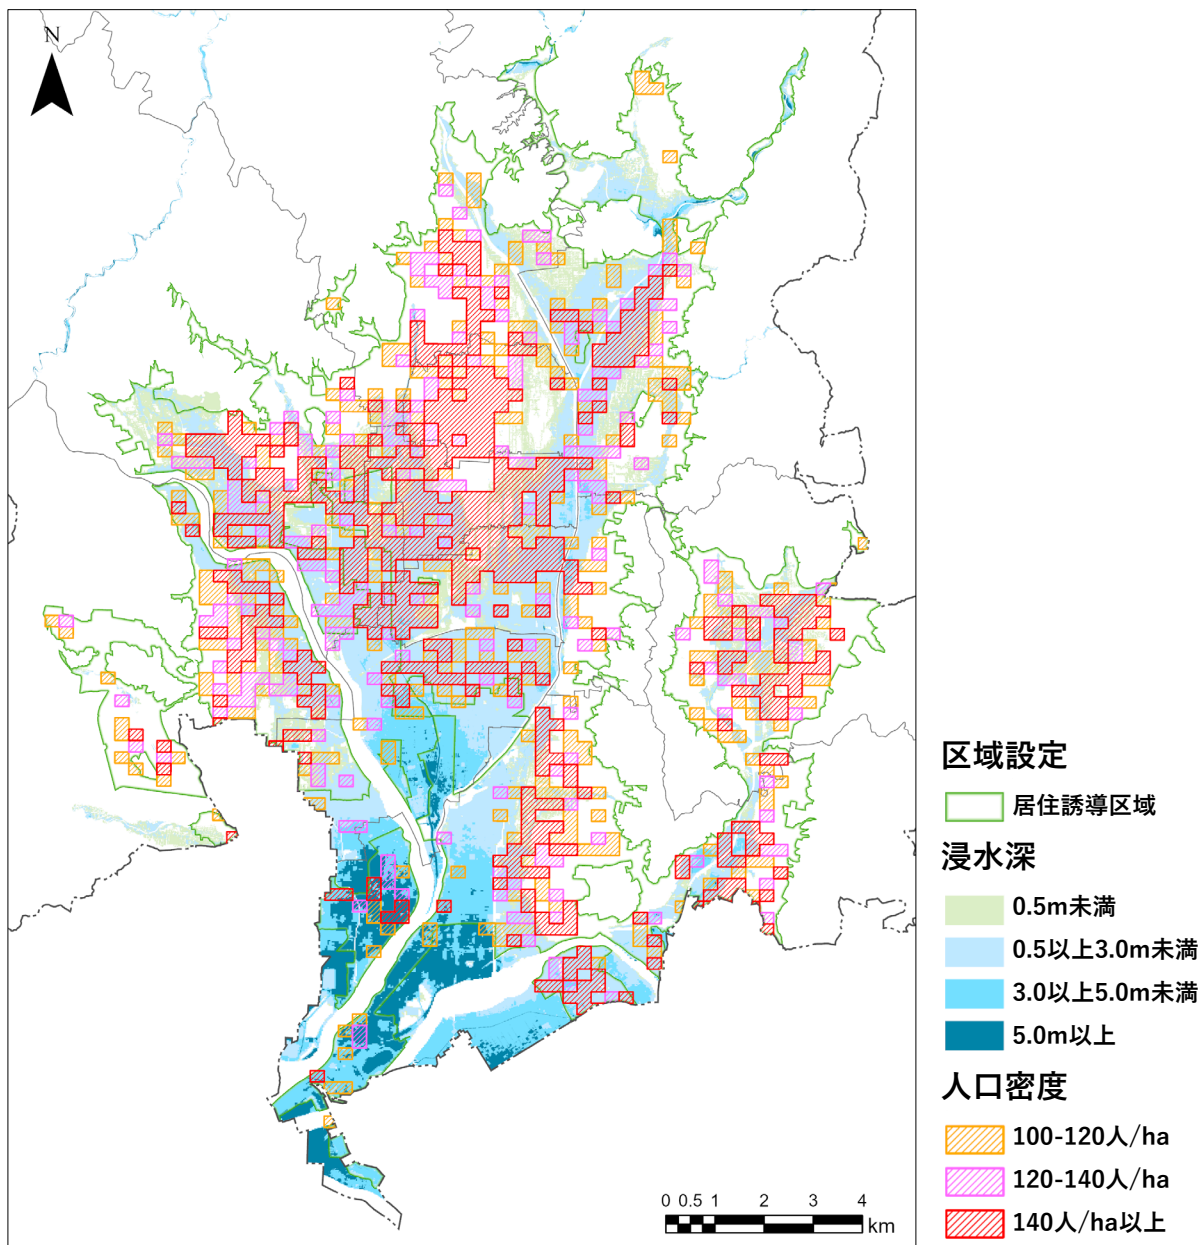 N
区域設定
居住誘導区域
浸水深
0.5m未満
0.5以上3.0m未満
3.0以上5.0m未満
5.0m以上
人口密度
100-120人/ha
120-140人/ha
140人/ha以上
0 0.5 1 2 3 4
km